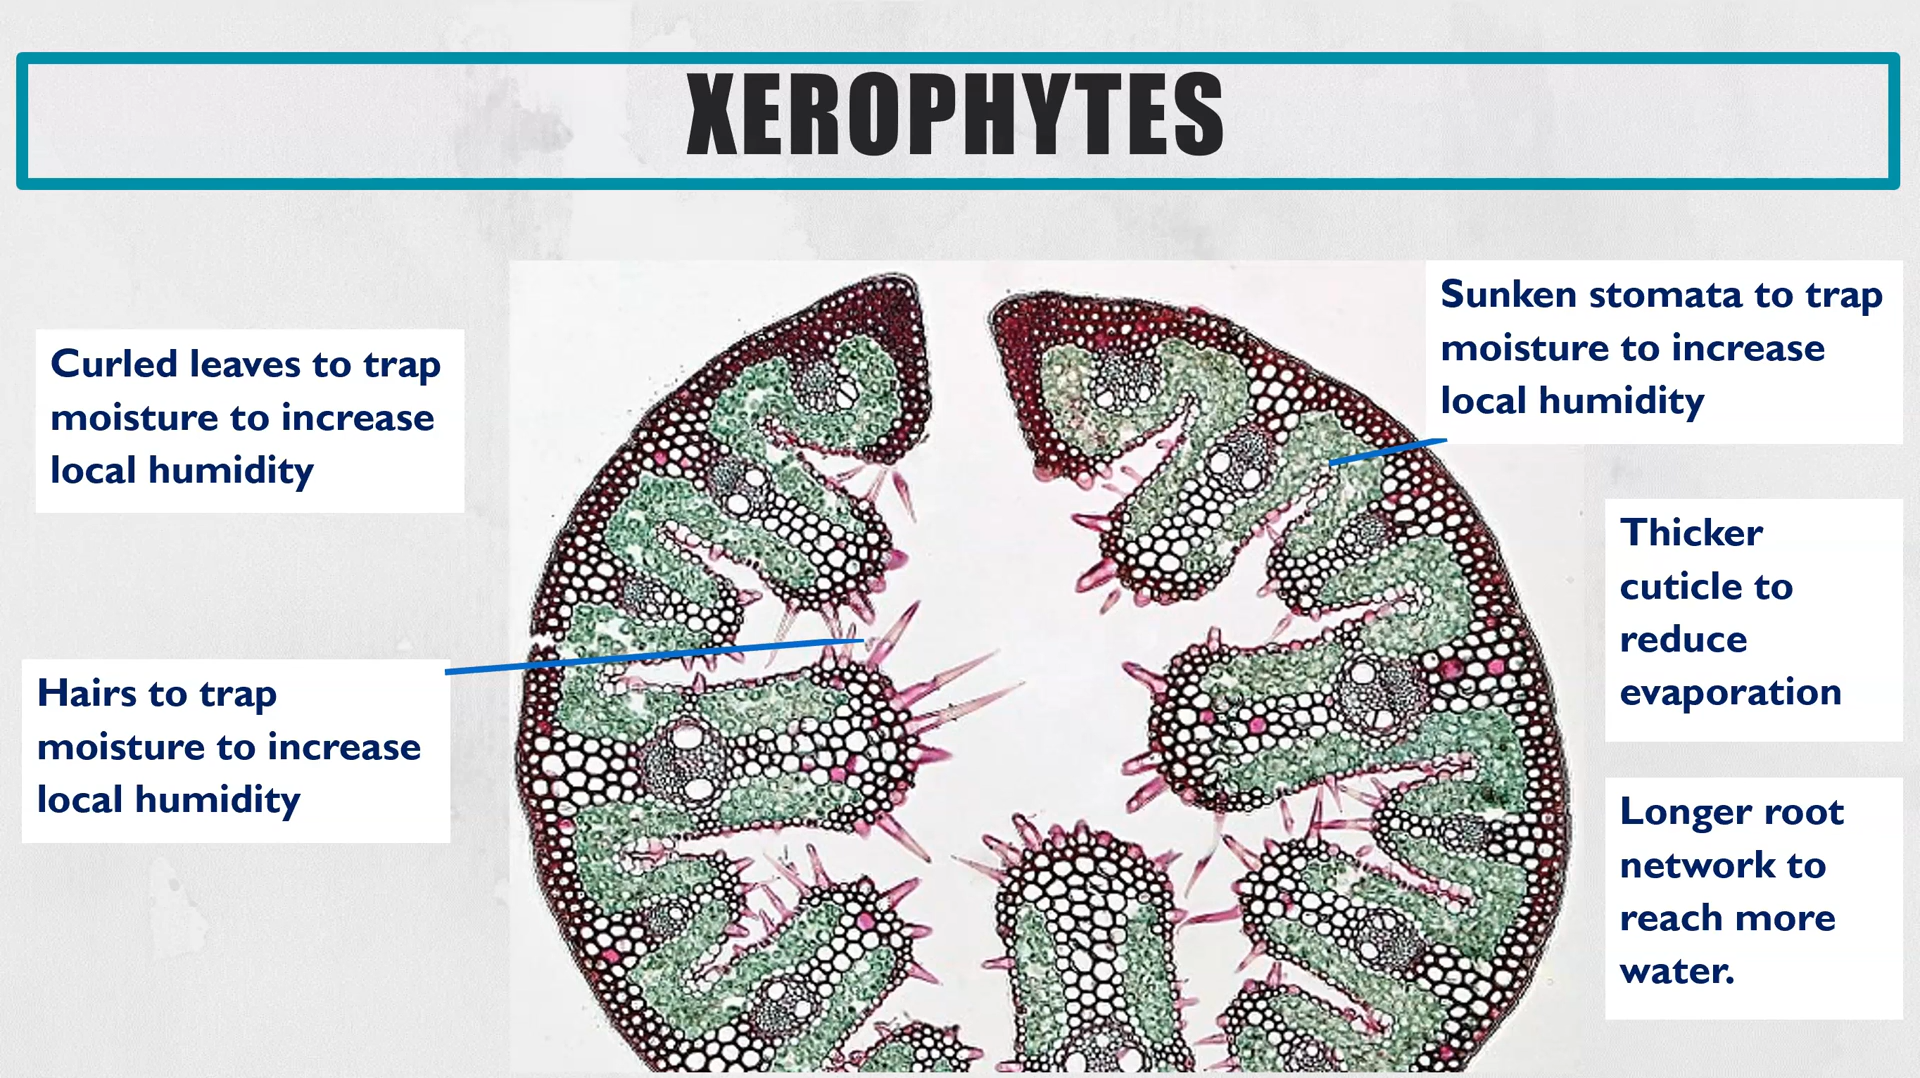 XEROPHYTES
Curled leaves to trap
moisture to increase
local humidity
Hairs to trap
moisture to increase
local humidity
Sunken stomata to trap
moisture to increase
local humidity
Thicker
cuticle to
reduce
evaporation
Longer root
network to
reach more
water.